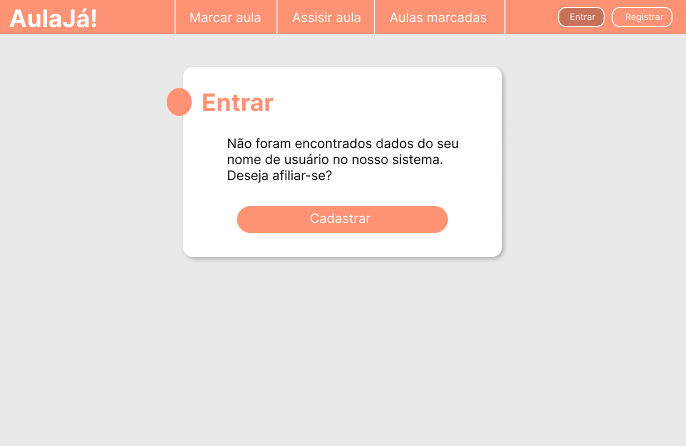 AulaJá!
Marcar aula
Assisir aula
Aulas marcadas
Entrar
Registrar
Entrar
Não foram encontrados dados do seu
nome de usuário no nosso sistema.
Deseja afiliar-se?
Cadastrar